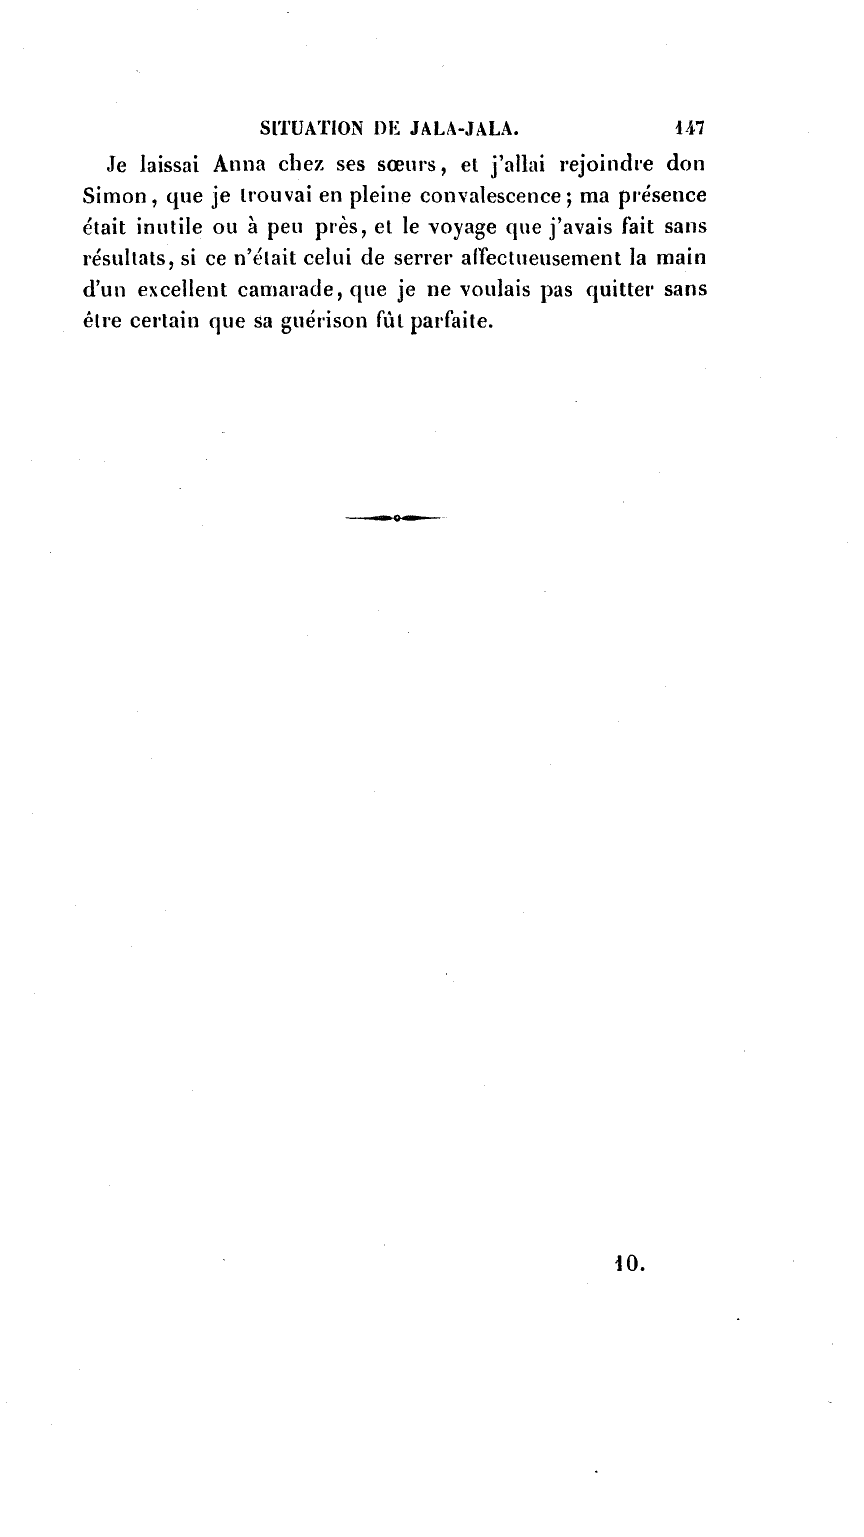 SITUATION DE JALA-JALA. 147
Je laissai Anna chez ses sœurs, et j'allai rejoindre don
Simon, que je trouvai en pleine convalescence; ma présence
était inutile ou à peu près, et le voyage que j'avais fait sans
résultats, si ce n'était celui de serrer affectueusement la main
d'un excellent camarade, que je ne voulais pas quitter sans
être certain que sa guérison fût parfaite.
10.